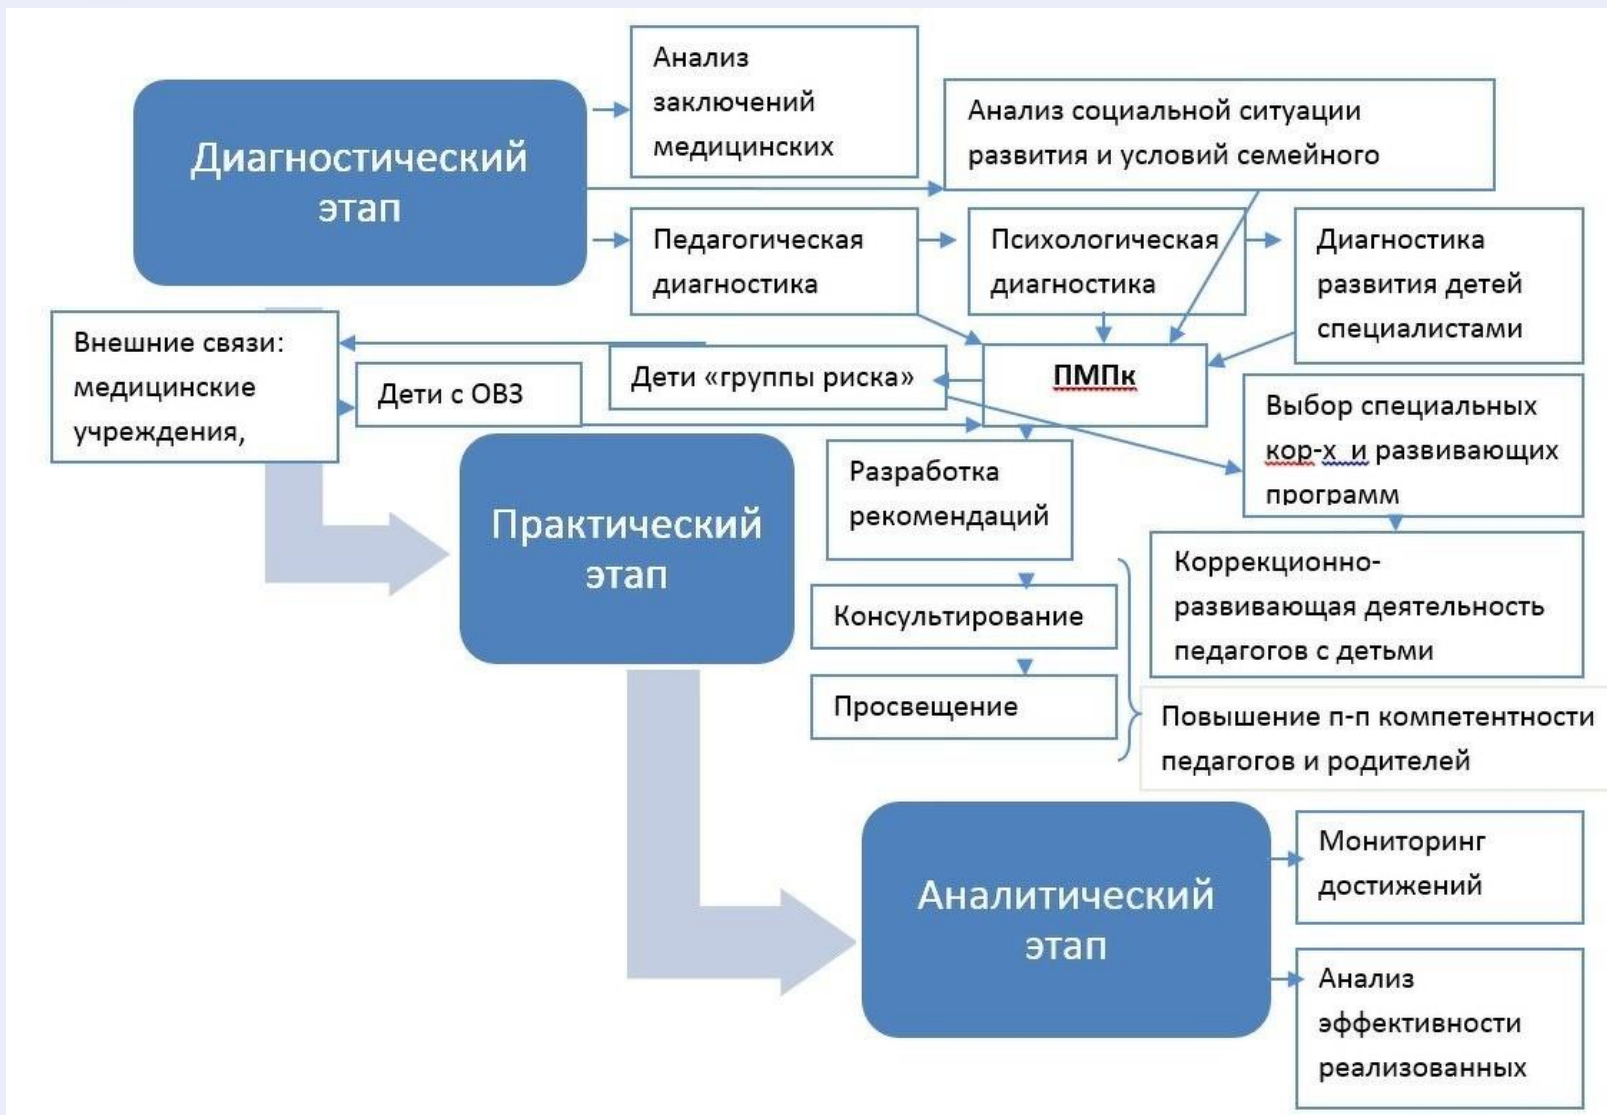 Диагностический
этап
Анализ
заключений
медицинских
Анализ социальной ситуации
развития и условий семейного
Педагогическая
диагностика
Психологическая
диагностика
Диагностика
развития детей
специалистами
Внешние связи:
медицинские
учреждения,
Дети с ОВЗ
Дети «группы риска»
ПМПк
Выбор специальных
кор-х и развивающих
программ
Практический
этап
Разработка
рекомендаций
Консультирование
Просвещение
Коррекционно-
развивающая деятельность
педагогов с детьми
Повышение п-п компетентности
педагогов и родителей
Аналитический
этап
Мониторинг
достижений
Анализ
эффективности
реализованных